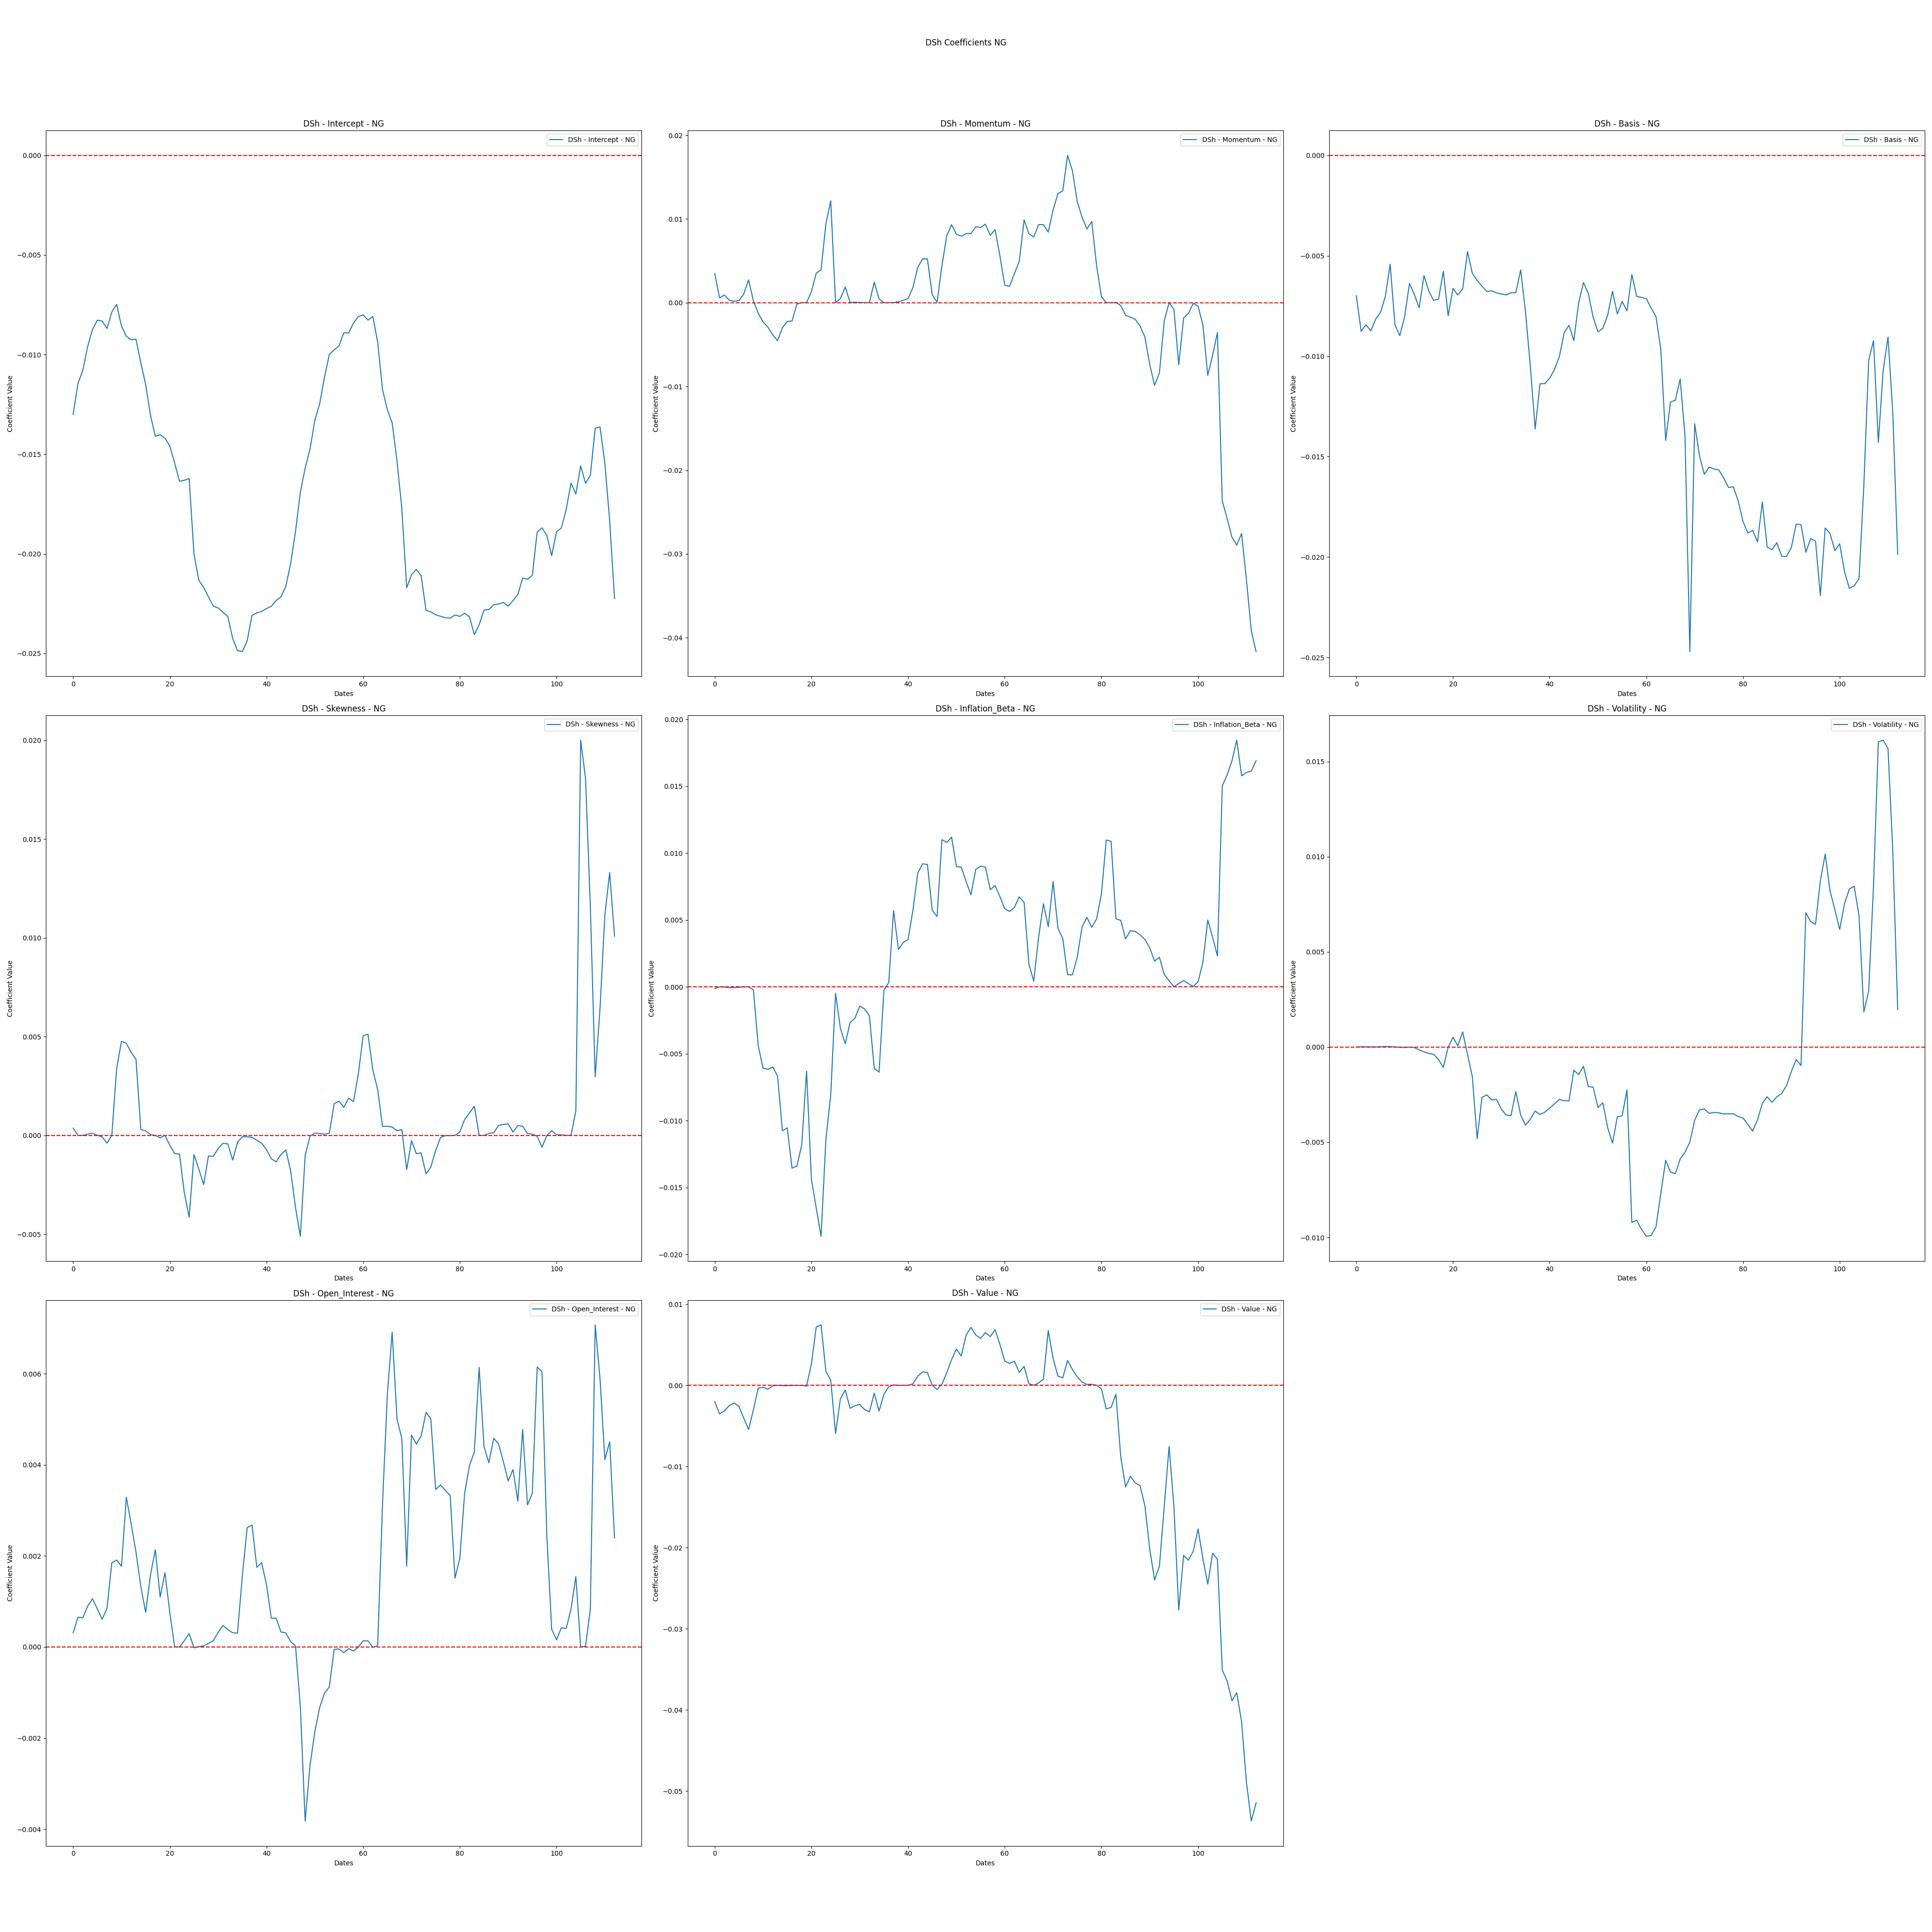 DSh Coefficients NG
DSh - Intercept - NG
DSh - Intercept - NG
0.000
−0.005
−0.010
−0.015
−0.020
−0.025
Coefficient Value
0 20 40 60 80 100
Dates
DSh - Momentum - NG
DSh - Momentum - NG
0.02
0.01
0.00
−0.01
−0.02
−0.03
−0.04
Coefficient Value
0 20 40 60 80 100
Dates
DSh - Basis - NG
DSh - Basis - NG
0.000
−0.005
−0.010
−0.015
−0.020
−0.025
Coefficient Value
0 20 40 60 80 100
Dates
DSh - Skewness - NG
DSh - Skewness - NG
0.020
0.015
0.010
0.005
0.000
−0.005
Coefficient Value
0 20 40 60 80 100
Dates
DSh - Inflation_Beta - NG
DSh - Inflation_Beta - NG
0.020
0.015
0.010
0.005
0.000
−0.005
−0.010
−0.015
−0.020
Coefficient Value
0 20 40 60 80 100
Dates
DSh - Volatility - NG
DSh - Volatility - NG
0.015
0.010
0.005
0.000
−0.005
−0.010
Coefficient Value
0 20 40 60 80 100
Dates
DSh - Open_Interest - NG
DSh - Open_Interest - NG
0.006
0.004
0.002
0.000
−0.002
−0.004
Coefficient Value
0 20 40 60 80 100
Dates
DSh - Value - NG
DSh - Value - NG
0.01
0.00
−0.01
−0.02
−0.03
−0.04
−0.05
Coefficient Value
0 20 40 60 80 100
Dates